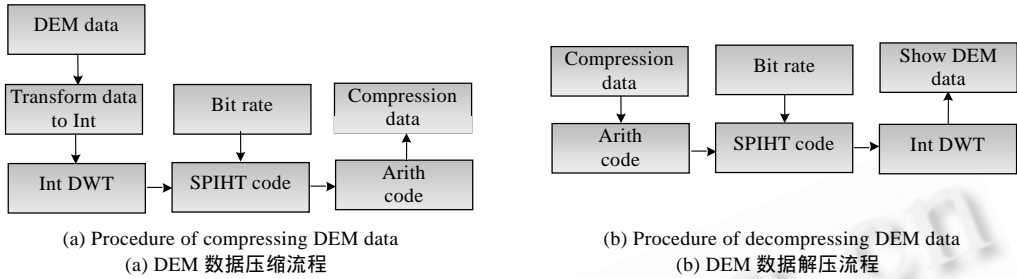 DEM data
Transform data
to Int
Bit rate
Compression
data
Int DWT
SPIHT code
Arith
code
(a) Procedure of compressing DEM data
(a) DEM 数据压缩流程
Compression
data
Bit rate
Show DEM
data
Arith
code
SPIHT code
Int DWT
(b) Procedure of decompressing DEM data
(b) DEM 数据解压流程